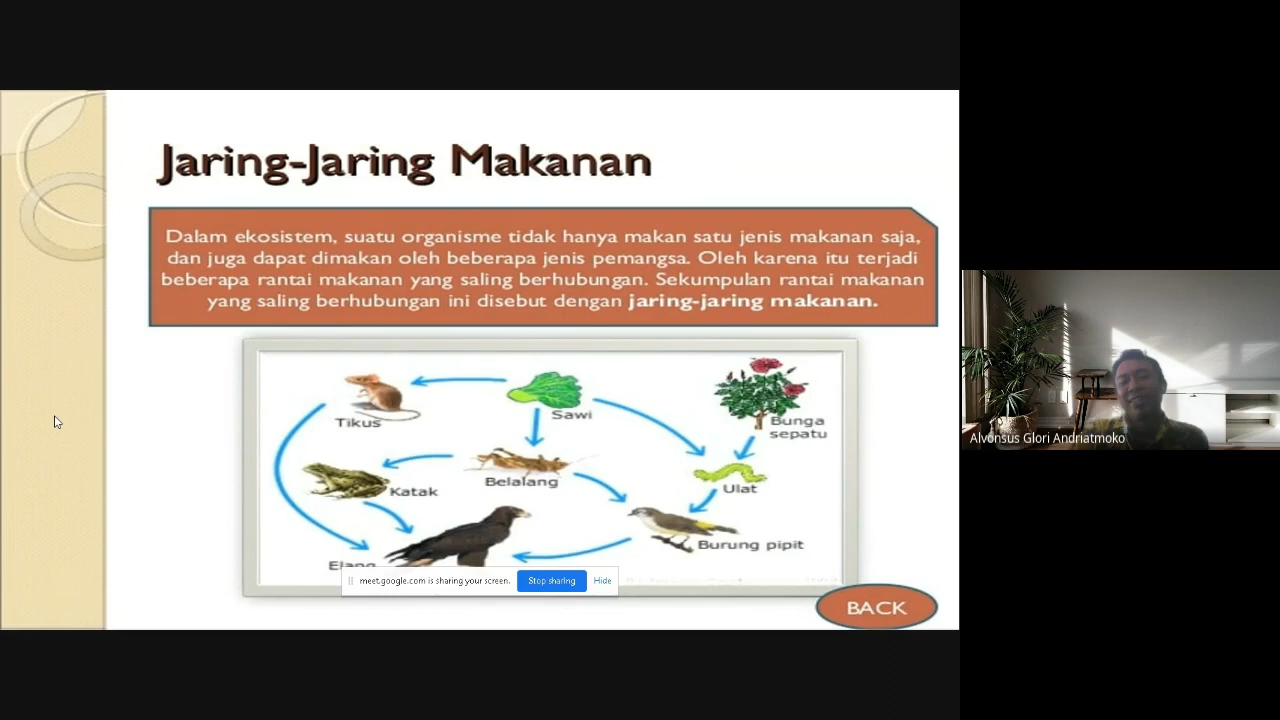 Jaring-Jaring Makanan
Dalam ekosistem, suatu organisme tidak hanya makan satu jenis makanan saja,
dan juga dapat dimakan oleh beberapa jenis pemangsa. Oleh karena itu terjadi
beberapa rantai makanan yang saling berhubungan. Sekumpulan rantai makanan
yang saling berhubungan ini disebut dengan jaring-jaring makanan.
Tikus
Sawi
Bunga
sepatu
Katak
Belalang
Ulat
Burung pipit
Elang
meet.google.com is sharing your screen.
Stop sharing
Hide
BACK
Alvonsus Glori Andriatmoko